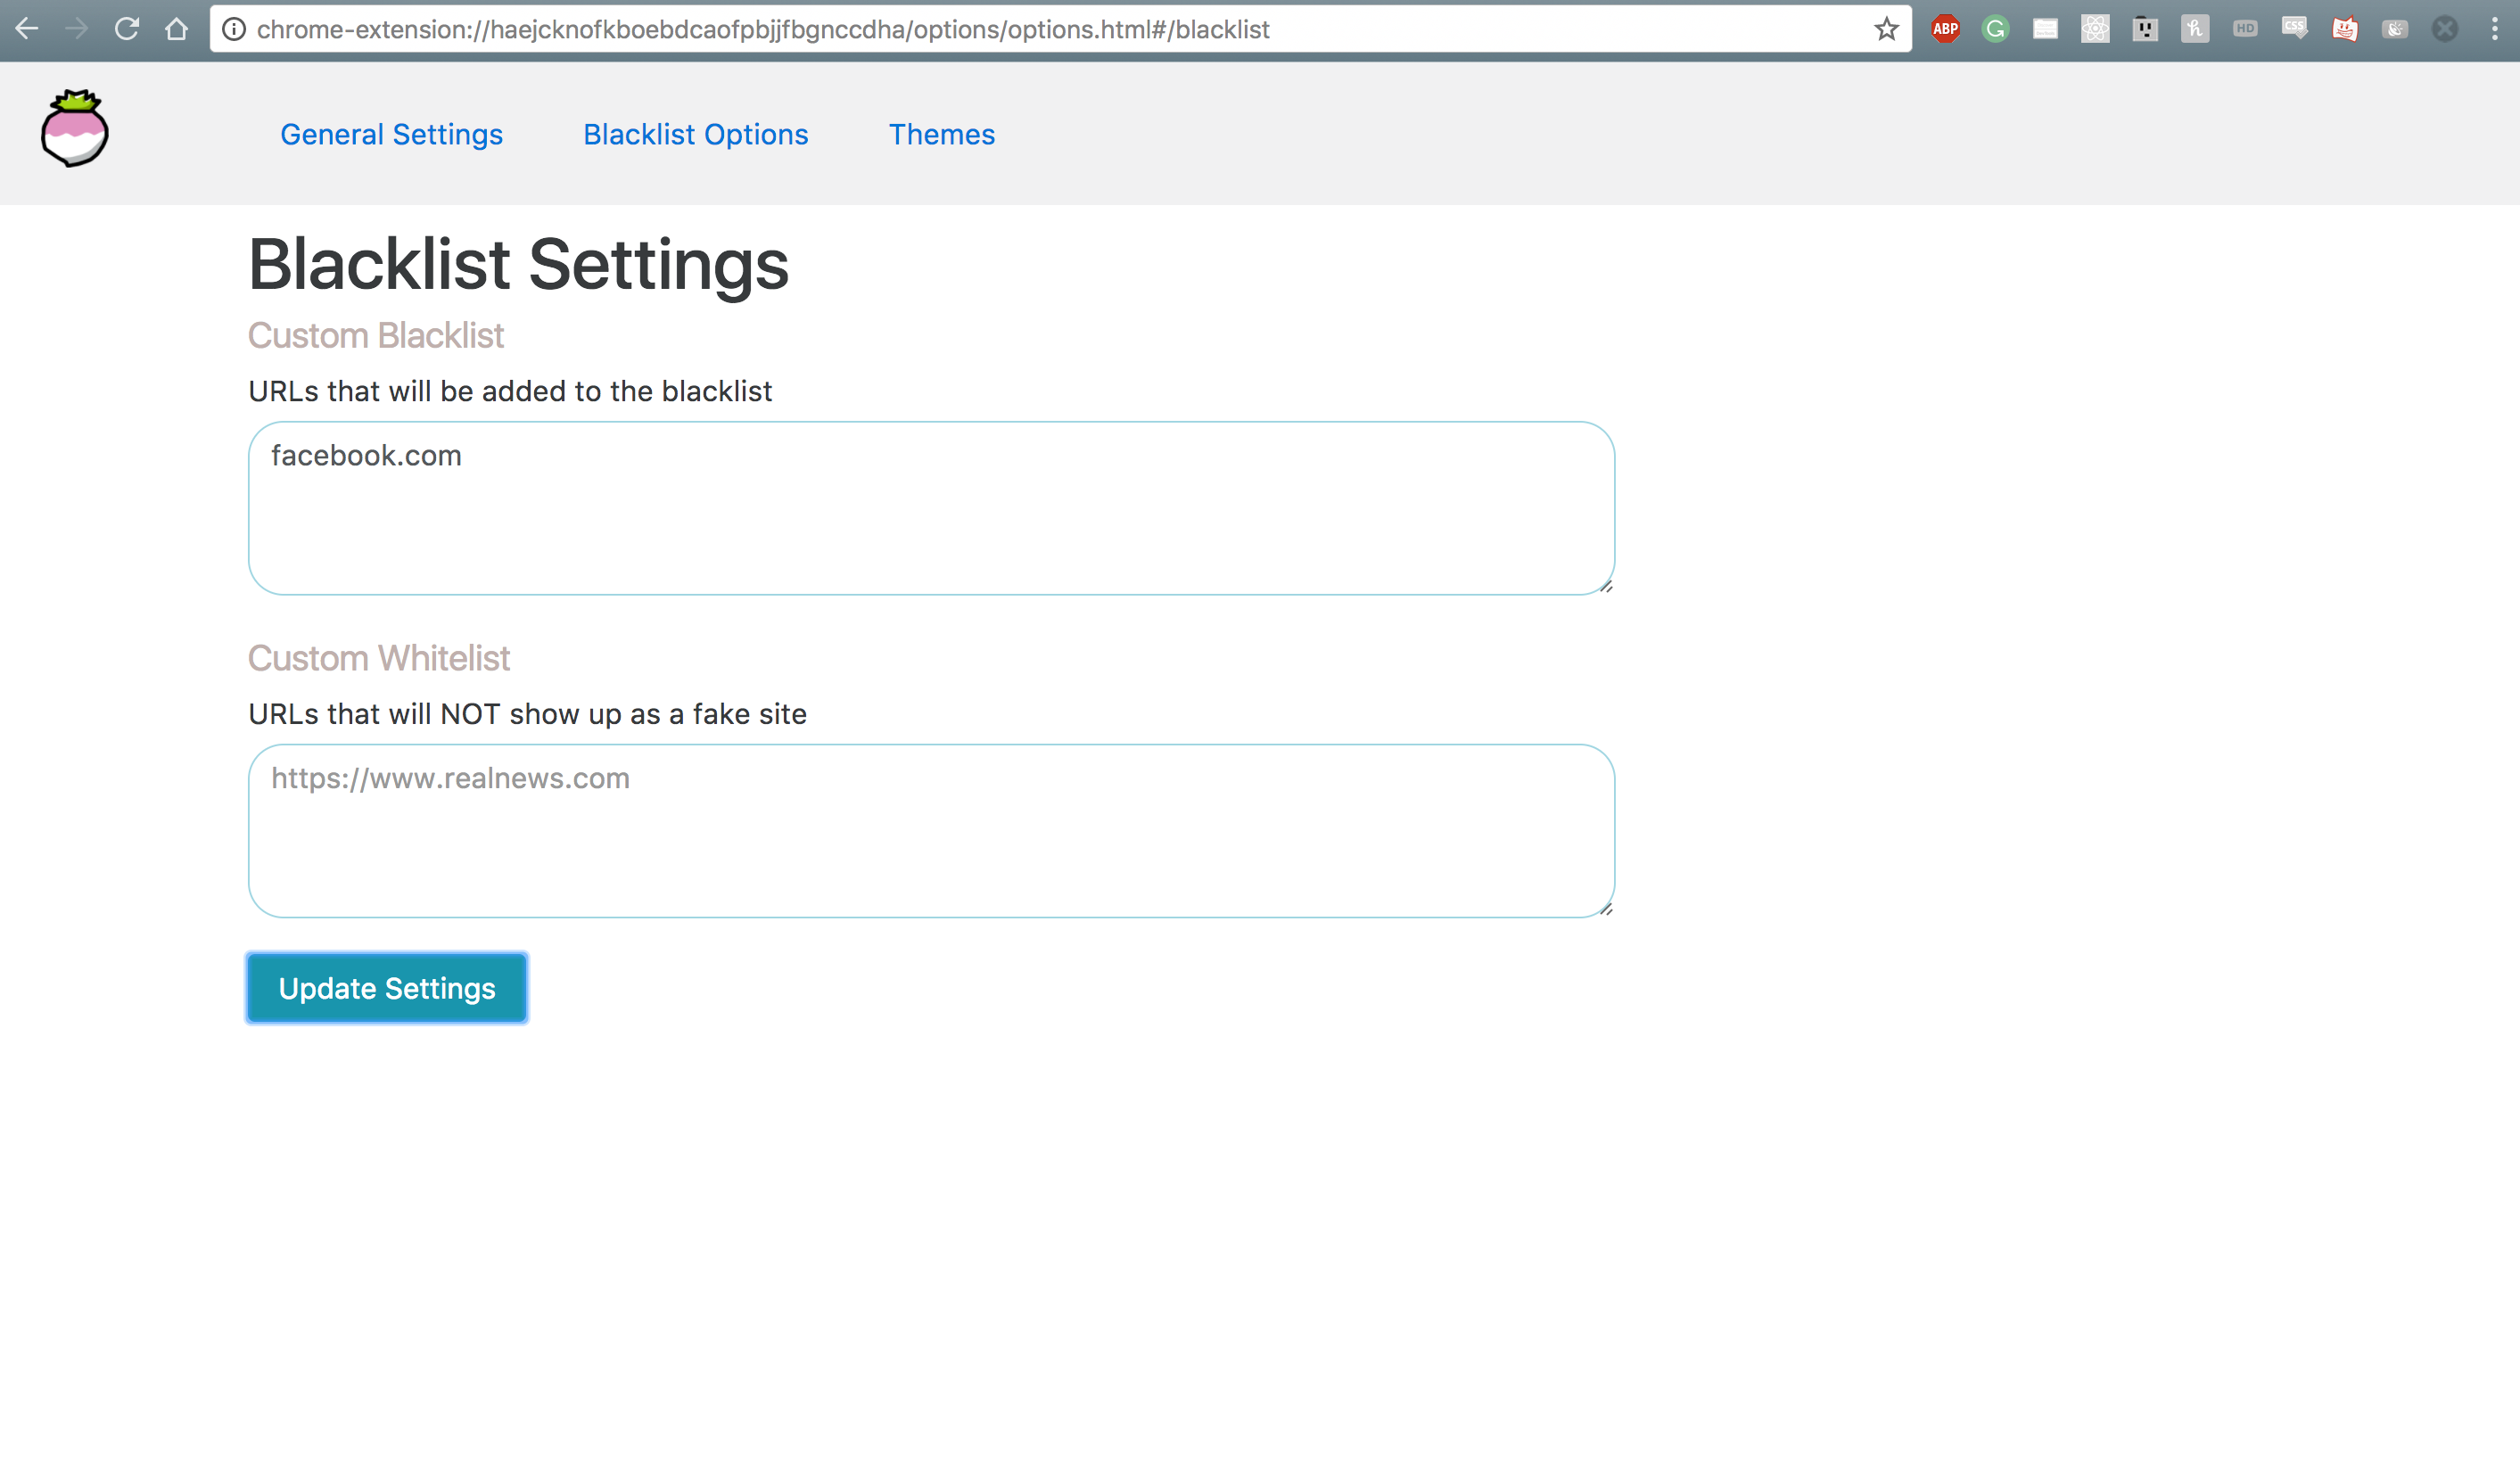 chrome-extension://haejcknofkboebdcaofpbjjfbgnccdha/options/options.html#/blacklist
ABP
HD
CSS
General Settings
Blacklist Options
Themes
Blacklist Settings
Custom Blacklist
URLs that will be added to the blacklist
facebook.com
Custom Whitelist
URLs that will NOT show up as a fake site
https://www.realnews.com
Update Settings